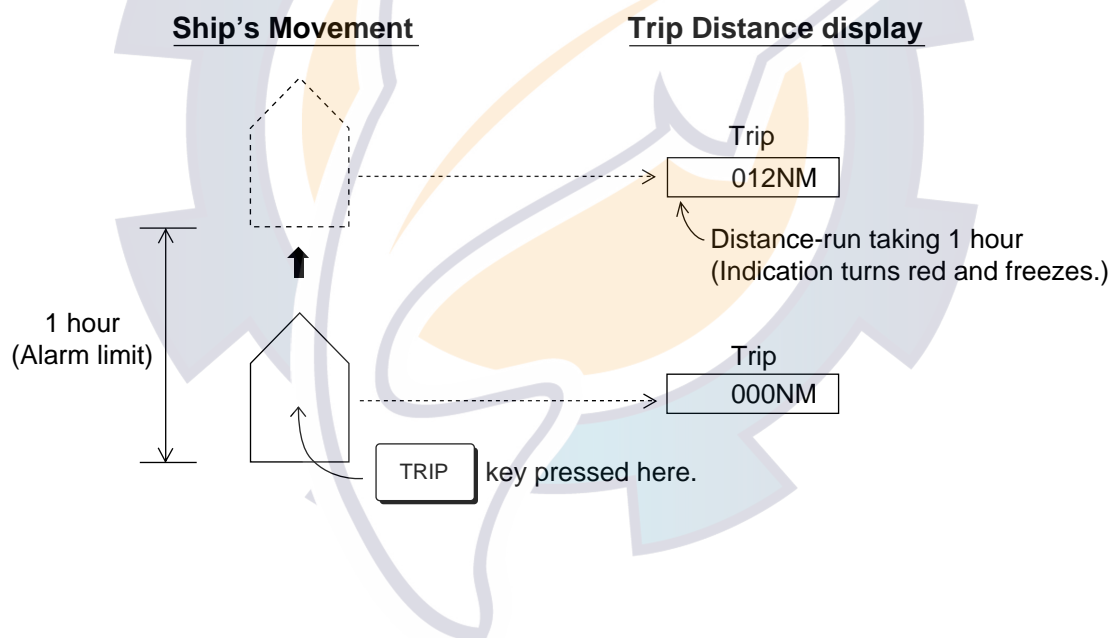 Ship's Movement
Trip Distance display
Trip
012NM
Distance-run taking 1 hour
(Indication turns red and freezes.)
1 hour
(Alarm limit)
Trip
000NM
TRIP key pressed here.